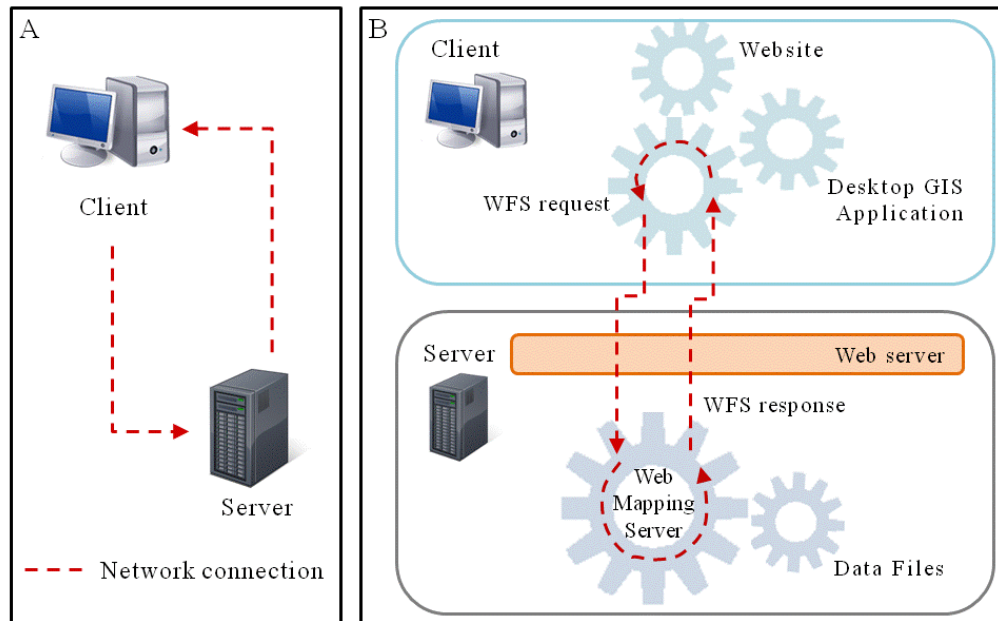 A
Client
Server
Network connection
B
Client
Website
WFS request
Desktop GIS
Application
Server
Web server
WFS response
Web
Mapping
Server
Data Files